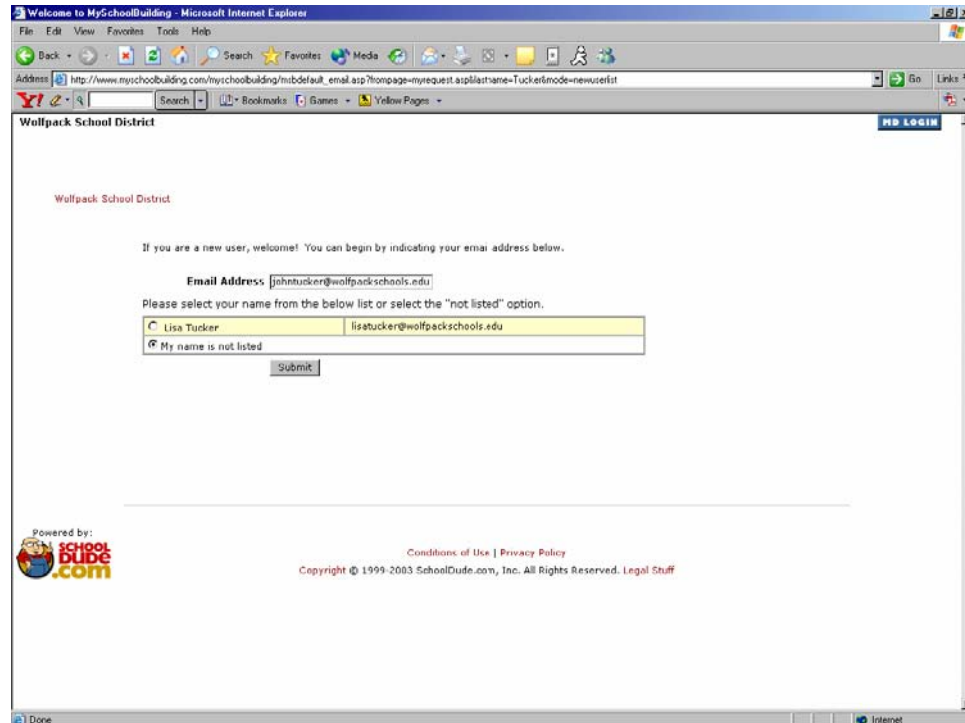 Welcome to MySchoolBuilding - Microsoft Internet Explorer
File Edit View Favorites Tools Help
Back Search Favorites Media
Address http://www.myschoolbuilding.com/myschoolbuilding/msbdefault_email.asp?frompage=myrequest.asp&lastname=Tucker&mode=newuserlist Go Links
Y! Search Bookmarks Games Yellow Pages
Wolfpack School District MD LOGIN
Wolfpack School District
If you are a new user, welcome! You can begin by indicating your email address below.
Email Address johntucker@wolfpackschools.edu
Please select your name from the below list or select the "not listed" option.
Lisa Tucker lisatucker@wolfpackschools.edu
My name is not listed
Submit
Powered by:
SCHOOL
DUDE
.com
Conditions of Use | Privacy Policy
Copyright © 1999-2003 SchoolDude.com, Inc. All Rights Reserved. Legal Stuff
Done Internet